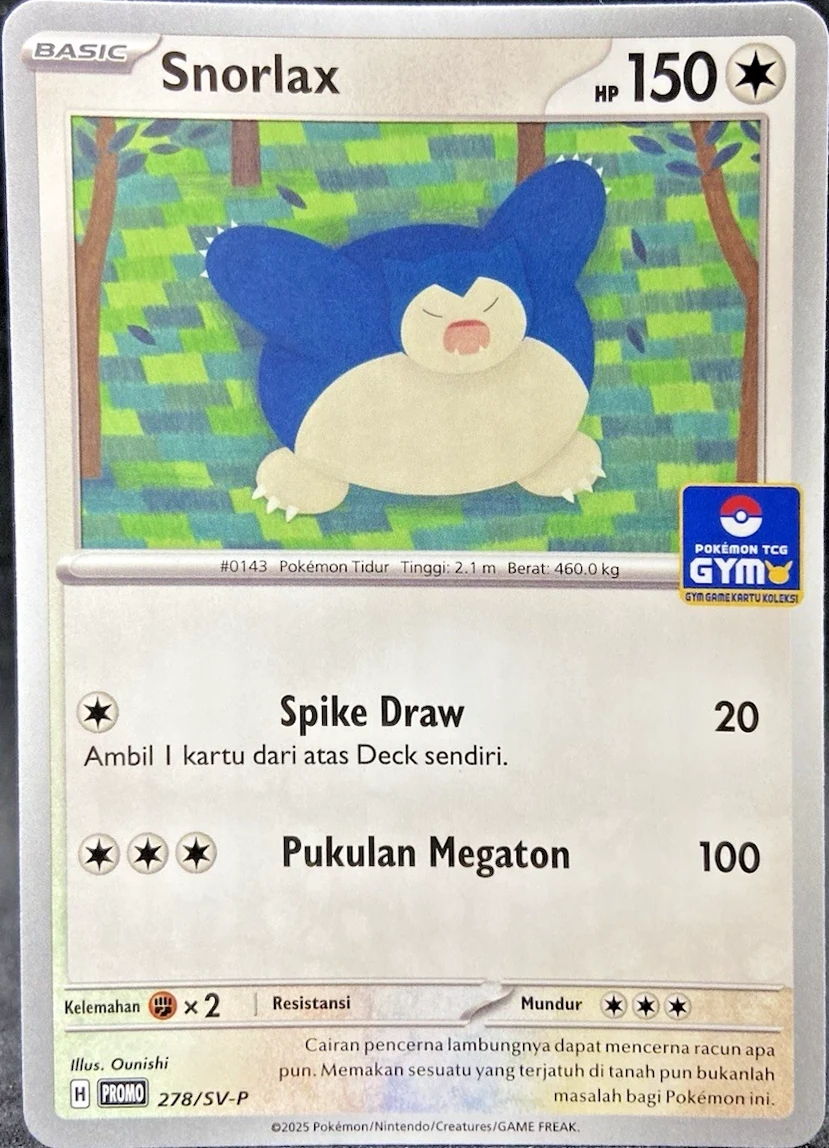 BASIC
Snorlax
HP 150
#0143 Pokémon Tidur Tinggi: 2.1 m Berat: 460.0 kg
POKÉMON TCG
GYM
GYM GAME KARTU KOLEKSI
Spike Draw 20
Ambil 1 kartu dari atas Deck sendiri.
Pukulan Megaton 100
Kelemahan ×2 Resistansi Mundur
Cairan pencerna lambungnya dapat mencerna racun apa
pun. Memakan sesuatu yang terjatuh di tanah pun bukanlah
masalah bagi Pokémon ini.
Illus. Ounishi
H PROMO 278/SV-P
©2025 Pokémon/Nintendo/Creatures/GAME FREAK.